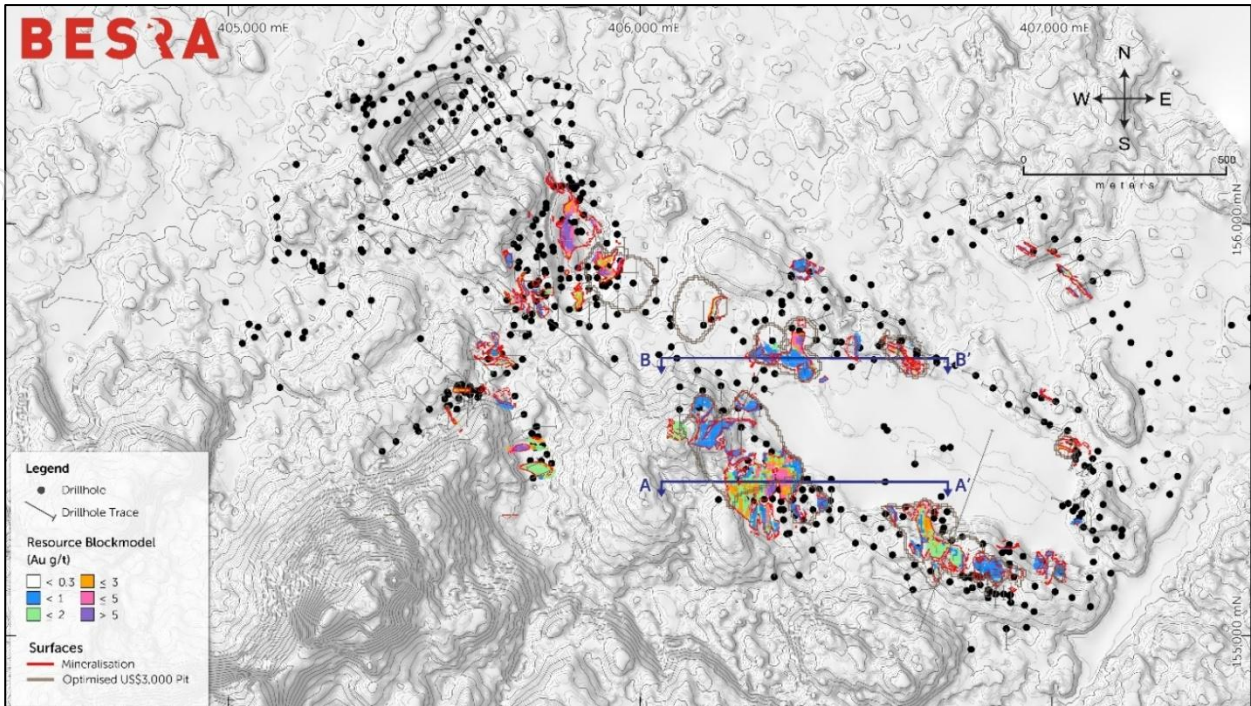 BESRA
405,000 mE
406,000 mE
407,000 mE
N
W
E
S
0
500
meters
156,000 mN
B
B'
A
A'
155,000 mN
Legend
Drillhole
Drillhole Trace
Resource Blockmodel
(Au g/t)
< 0.3
≤ 3
< 1
≤ 5
< 2
> 5
Surfaces
Mineralisation
Optimised US$3,000 Pit